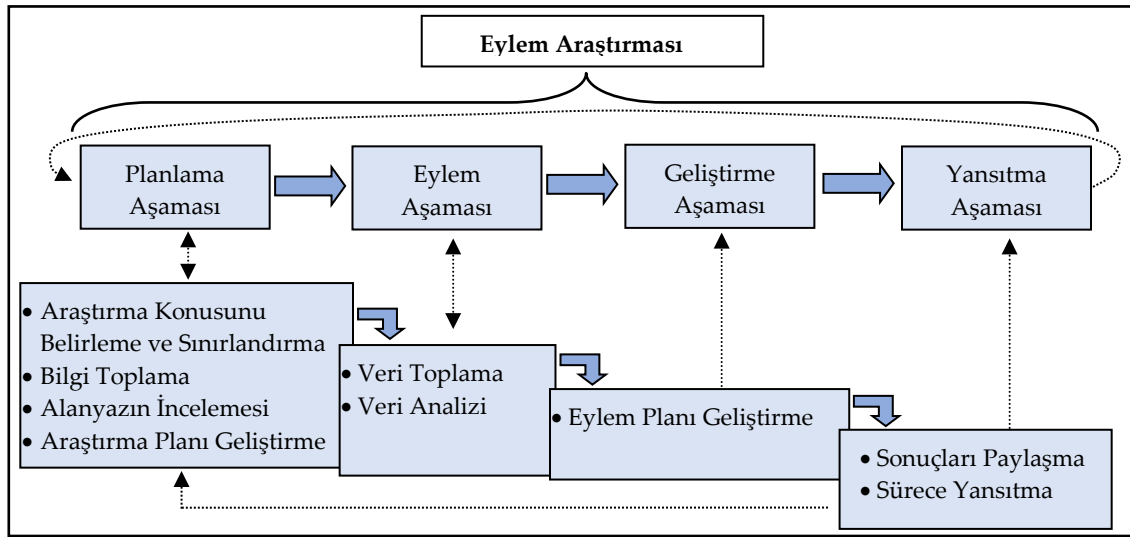 Eylem Araştırması
Planlama
Aşaması
Eylem
Aşaması
Geliştirme
Aşaması
Yansıtma
Aşaması
• Araştırma Konusunu
Belirleme ve Sınırlandırma
• Bilgi Toplama
• Alanyazın İncelemesi
• Araştırma Planı Geliştirme
• Veri Toplama
• Veri Analizi
• Eylem Planı Geliştirme
• Sonuçları Paylaşma
• Sürece Yansıtma